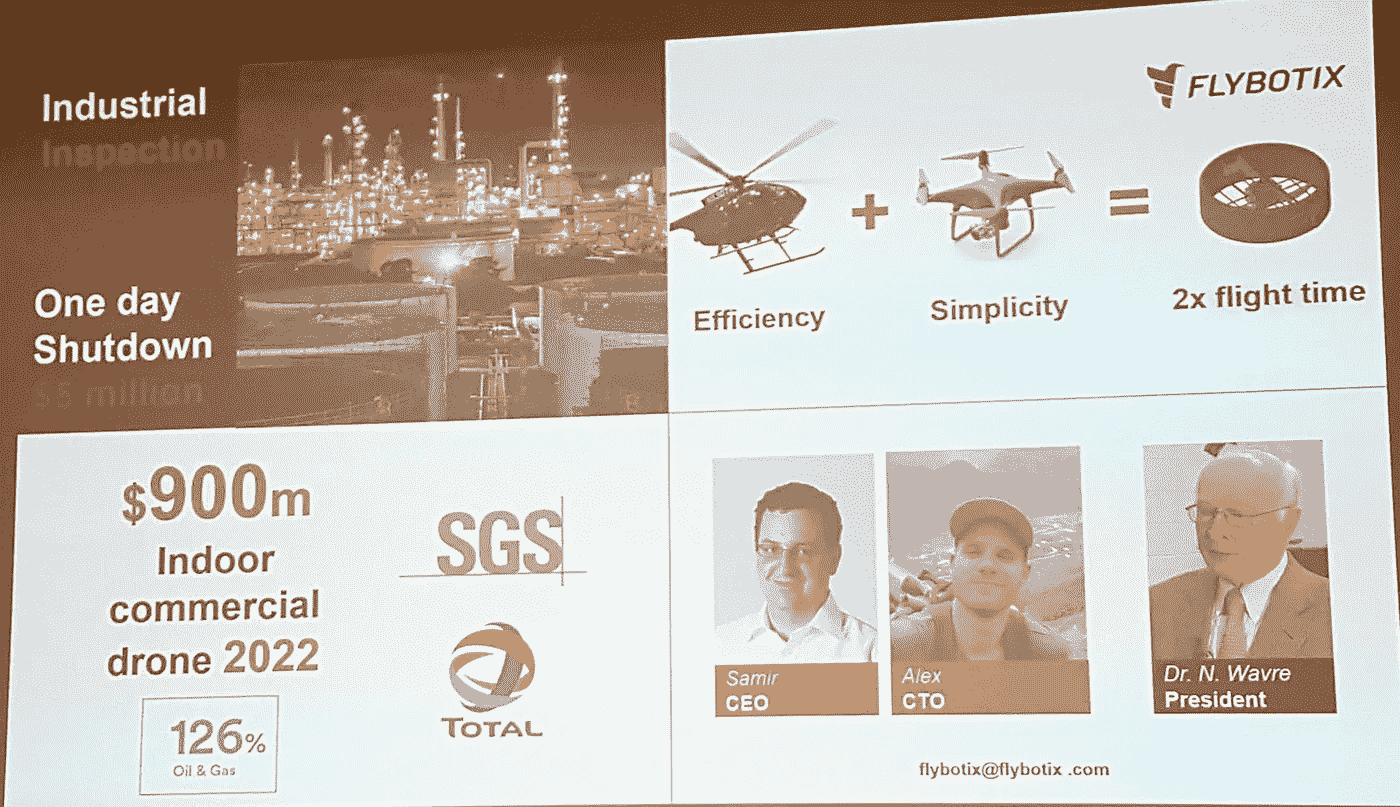 Industrial
Inspection
One day
Shutdown
$5 million
FLYBOTIX
+
=
Efficiency
Simplicity
2x flight time
$900m
Indoor
commercial
drone 2022
126%
Oil & Gas
SGS
TOTAL
Samir
CEO
Alex
CTO
Dr. N. Wavre
President
flybotix@flybotix .com